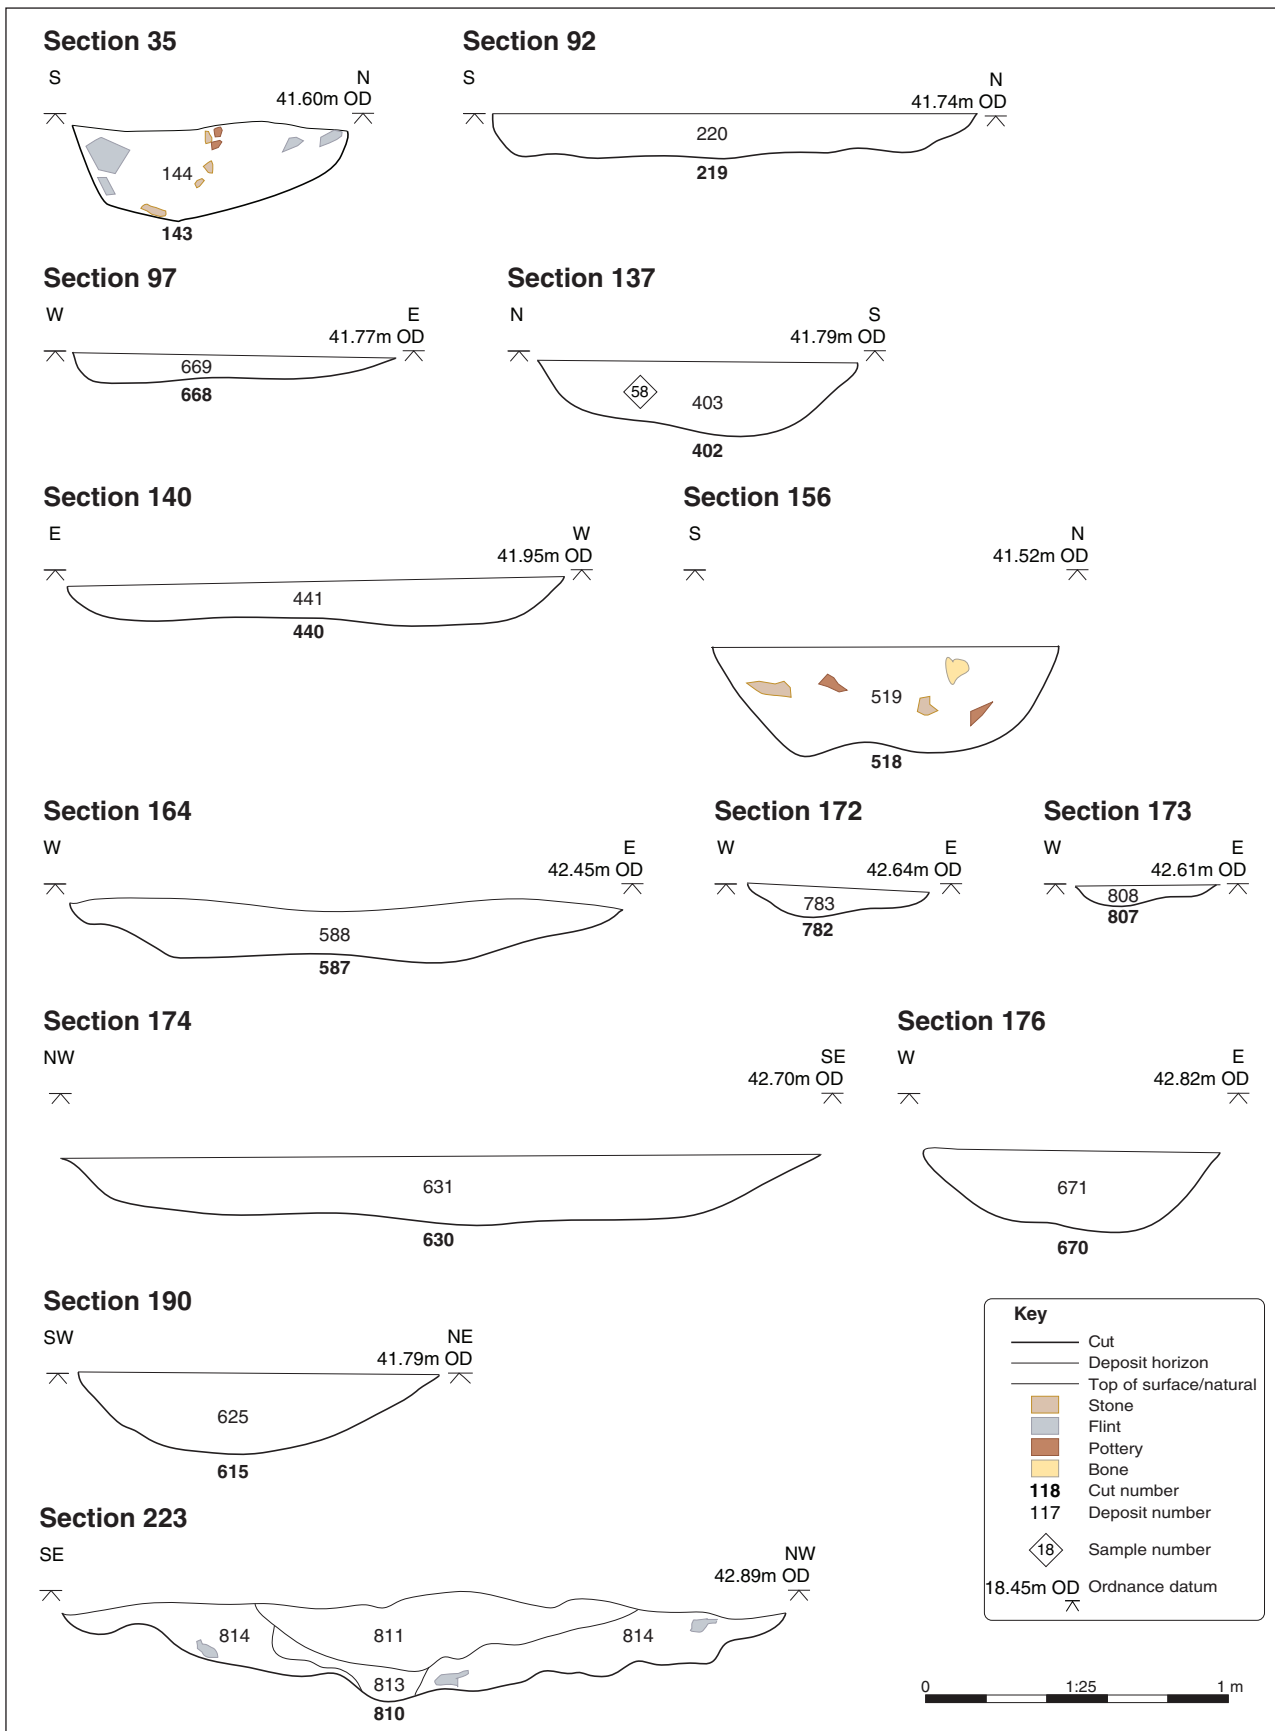 Section 35
S N
41.60m OD
144
143
Section 92
S N
41.74m OD
220
219
Section 97
W E
41.77m OD
669
668
Section 137
N S
41.79m OD
58
403
402
Section 140
E W
41.95m OD
441
440
Section 156
S N
41.52m OD
519
518
Section 164
W E
42.45m OD
588
587
Section 172
W E
42.64m OD
783
782
Section 173
W E
42.61m OD
808
807
Section 174
NW SE
42.70m OD
631
630
Section 176
W E
42.82m OD
671
670
Section 190
SW NE
41.79m OD
625
615
Section 223
SE NW
42.89m OD
814 811 814
813
810
Key
Cut
Deposit horizon
Top of surface/natural
Stone
Flint
Pottery
Bone
118 Cut number
117 Deposit number
18 Sample number
18.45m OD Ordnance datum
0 1:25 1 m